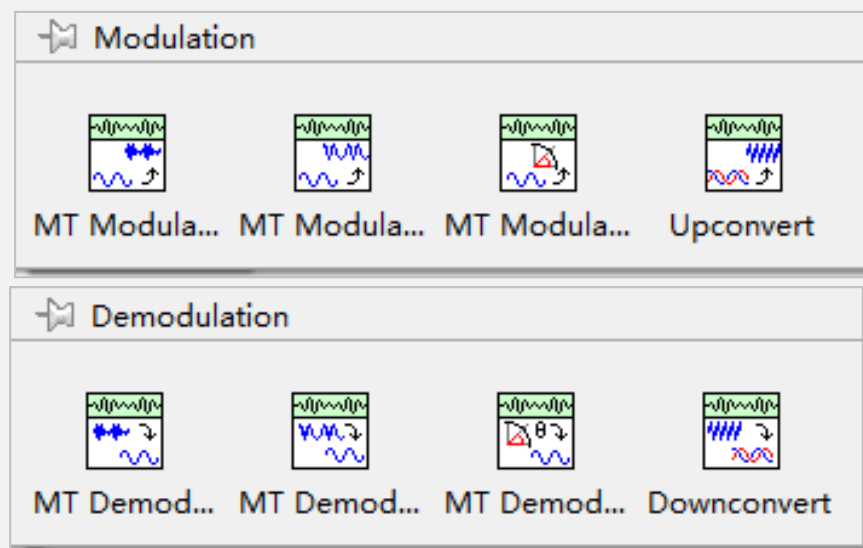 Modulation
MT Modula... MT Modula... MT Modula... Upconvert
Demodulation
θ
MT Demod... MT Demod... MT Demod... Downconvert